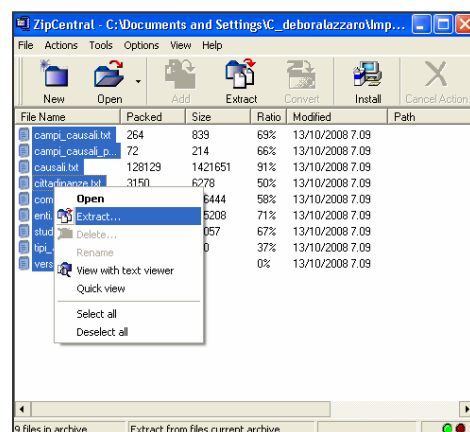 ZipCentral - C:\Documents and Settings\C_deboralazzaro\Imp...
File Actions Tools Options View Help
New Open Add Extract Convert Install Cancel Action
File Name Packed Size Ratio Modified Path
campi_causali.txt 264 839 69% 13/10/2008 7.09
campi_causali_p... 72 214 66% 13/10/2008 7.09
causali.txt 128129 1421651 91% 13/10/2008 7.09
cittadinanze.txt 3150 6278 50% 13/10/2008 7.09
com 6444 58% 13/10/2008 7.09
enti. 5208 71% 13/10/2008 7.09
stud 057 67% 13/10/2008 7.09
tipi_ 0 37% 13/10/2008 7.09
vers 0% 13/10/2008 7.09
Open
Extract...
Delete...
Rename
View with text viewer
Quick view
Select all
Deselect all
9 files in archive Extract from files current archive